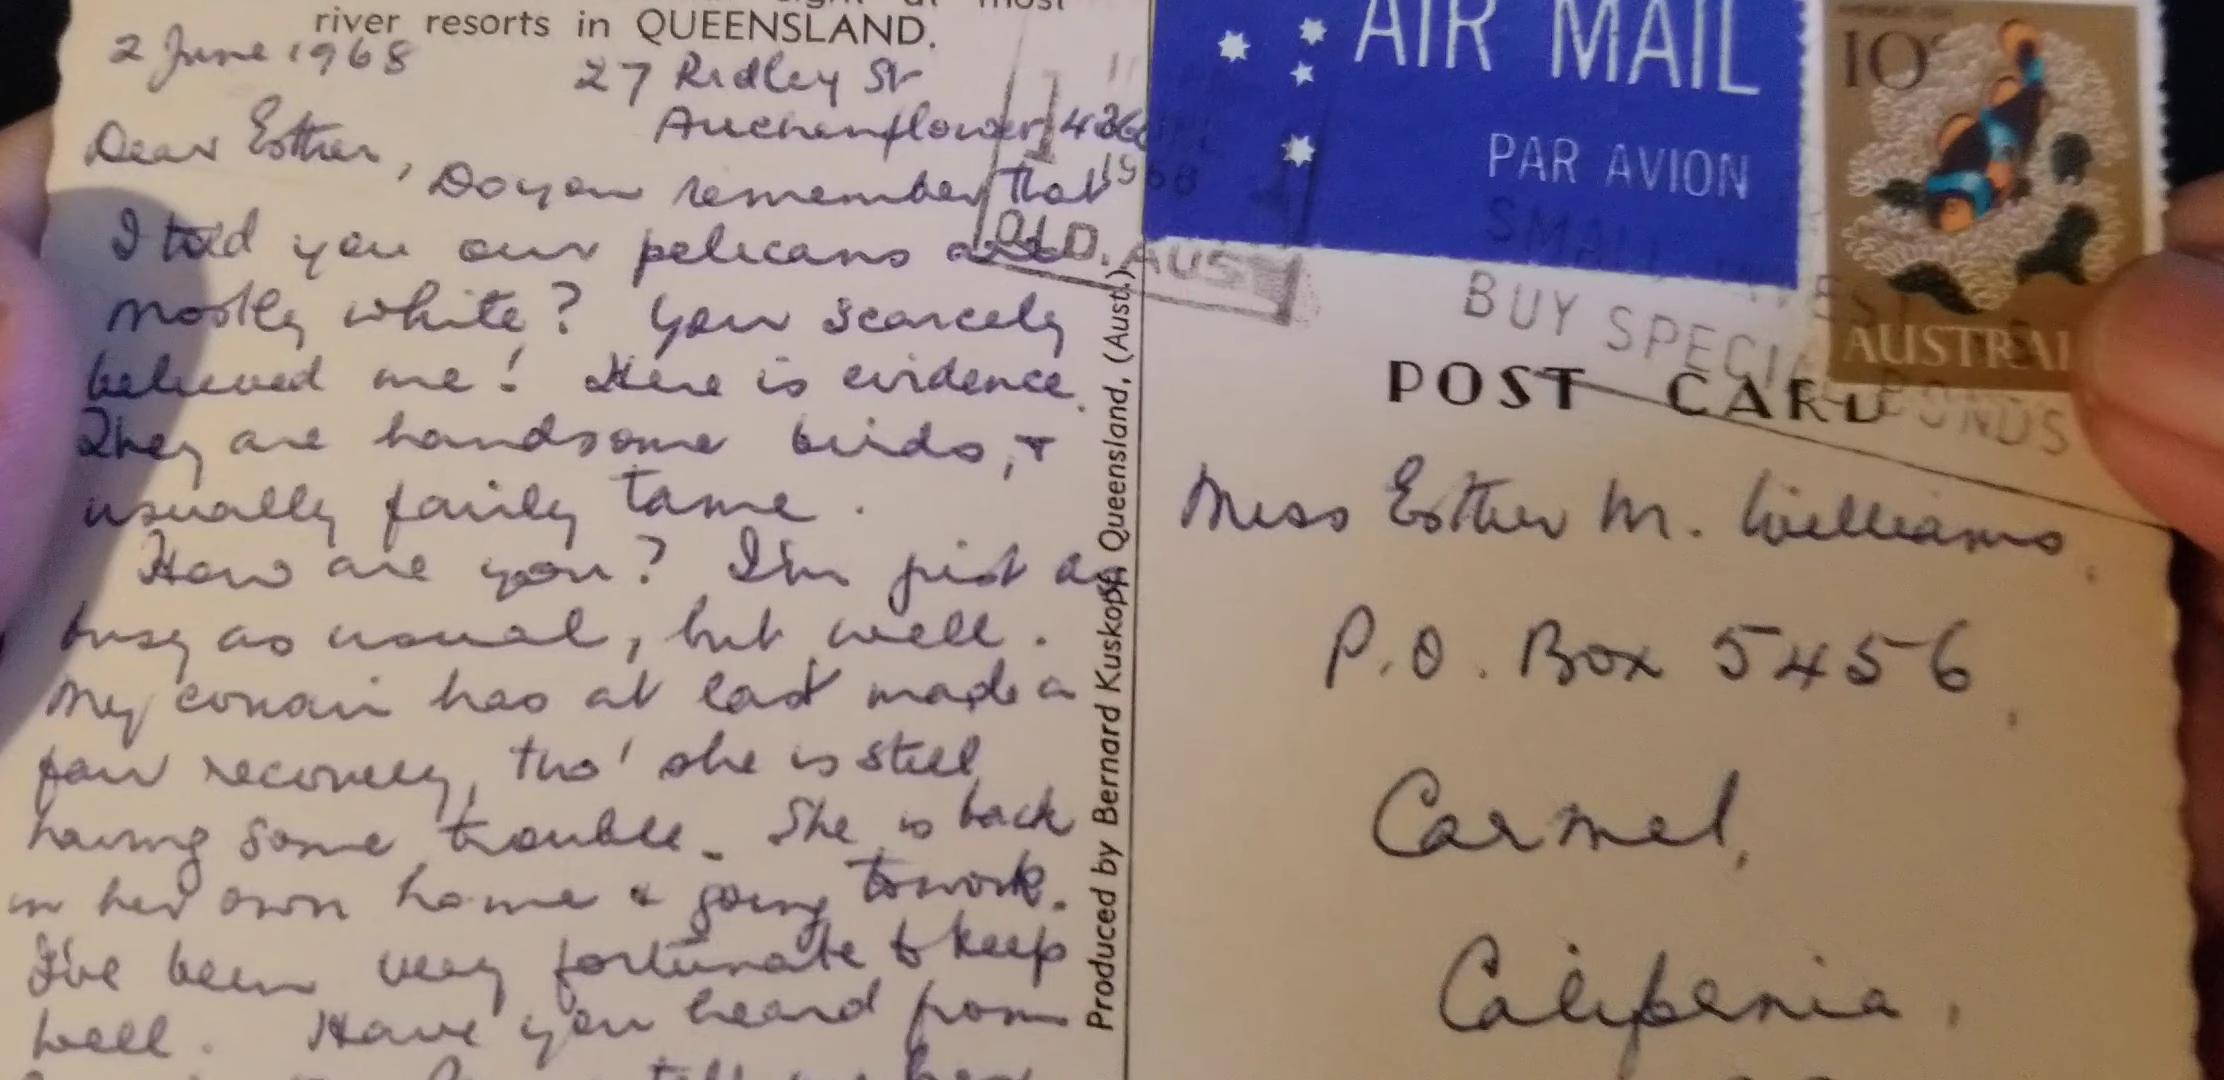 most
river resorts in QUEENSLAND.
2 June 1968
27 Ridley St
Auchenflower
Dear Esther,
Do you remember that
I told you our pelicans are
mostly white? You scarcely
believed me! Here is evidence.
They are handsome birds, &
usually fairly tame.
How are you? I'm just as
busy as usual, but well.
My cousin has at last made a
fair recovery, tho' she is still
having some trouble. She is back
in her own home & going to work.
I've been very fortunate to keep
well. Have you heard from
Produced by Bernard Kuskopf, Queensland, (Aust.)
AIR MAIL
PAR AVION
10c
AUSTRAL
1968
QLD. AUST
SMALL INVEST
BUY SPECIAL BONDS
POST CARD
Miss Esther M. Williams,
P.O. Box 5456,
Carmel,
California,